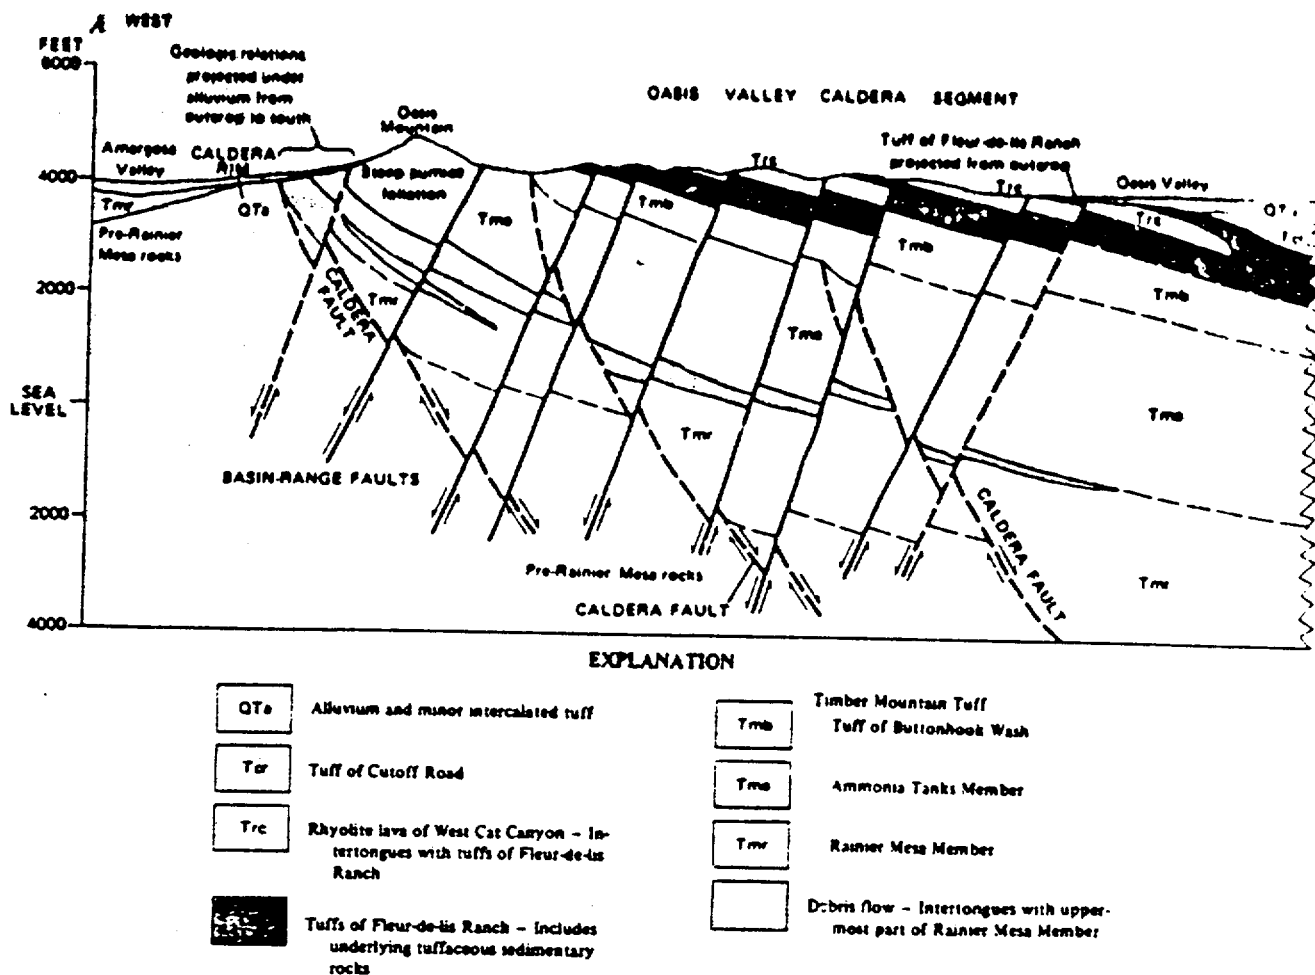 A WEST
FEET
6000
Geologic relations
projected under
alluvium from
outcrop to south
Oasis
Mountain
OASIS VALLEY CALDERA SEGMENT
Amargosa
Valley
CALDERA
RIM
4000
Steep pumice
foliation
Trc
Tuff of Fleur-de-lis Ranch
projected from outcrop
Trc
Oasis Valley
QTa
Tmr
QTa
Tma
Tmb
Trc
Tcr
Pre-Rainier
Mesa rocks
Tmb
2000
CALDERA
FAULT
Tmr
Tmb
Tma
SEA
LEVEL
Tmr
Tma
BASIN-RANGE FAULTS
2000
CALDERA FAULT
Pre-Rainier Mesa rocks
Tmr
CALDERA FAULT
4000
EXPLANATION
QTa
Alluvium and minor intercalated tuff
Tcr
Tuff of Cutoff Road
Trc
Rhyolite lava of West Cat Canyon – In-
tertongues with tuffs of Fleur-de-lis
Ranch
Tuffs of Fleur-de-lis Ranch – Includes
underlying tuffaceous sedimentary
rocks
Timber Mountain Tuff
Tmb
Tuff of Buttonhook Wash
Tma
Ammonia Tanks Member
Tmr
Rainier Mesa Member
Debris flow – Intertongues with upper-
most part of Rainier Mesa Member